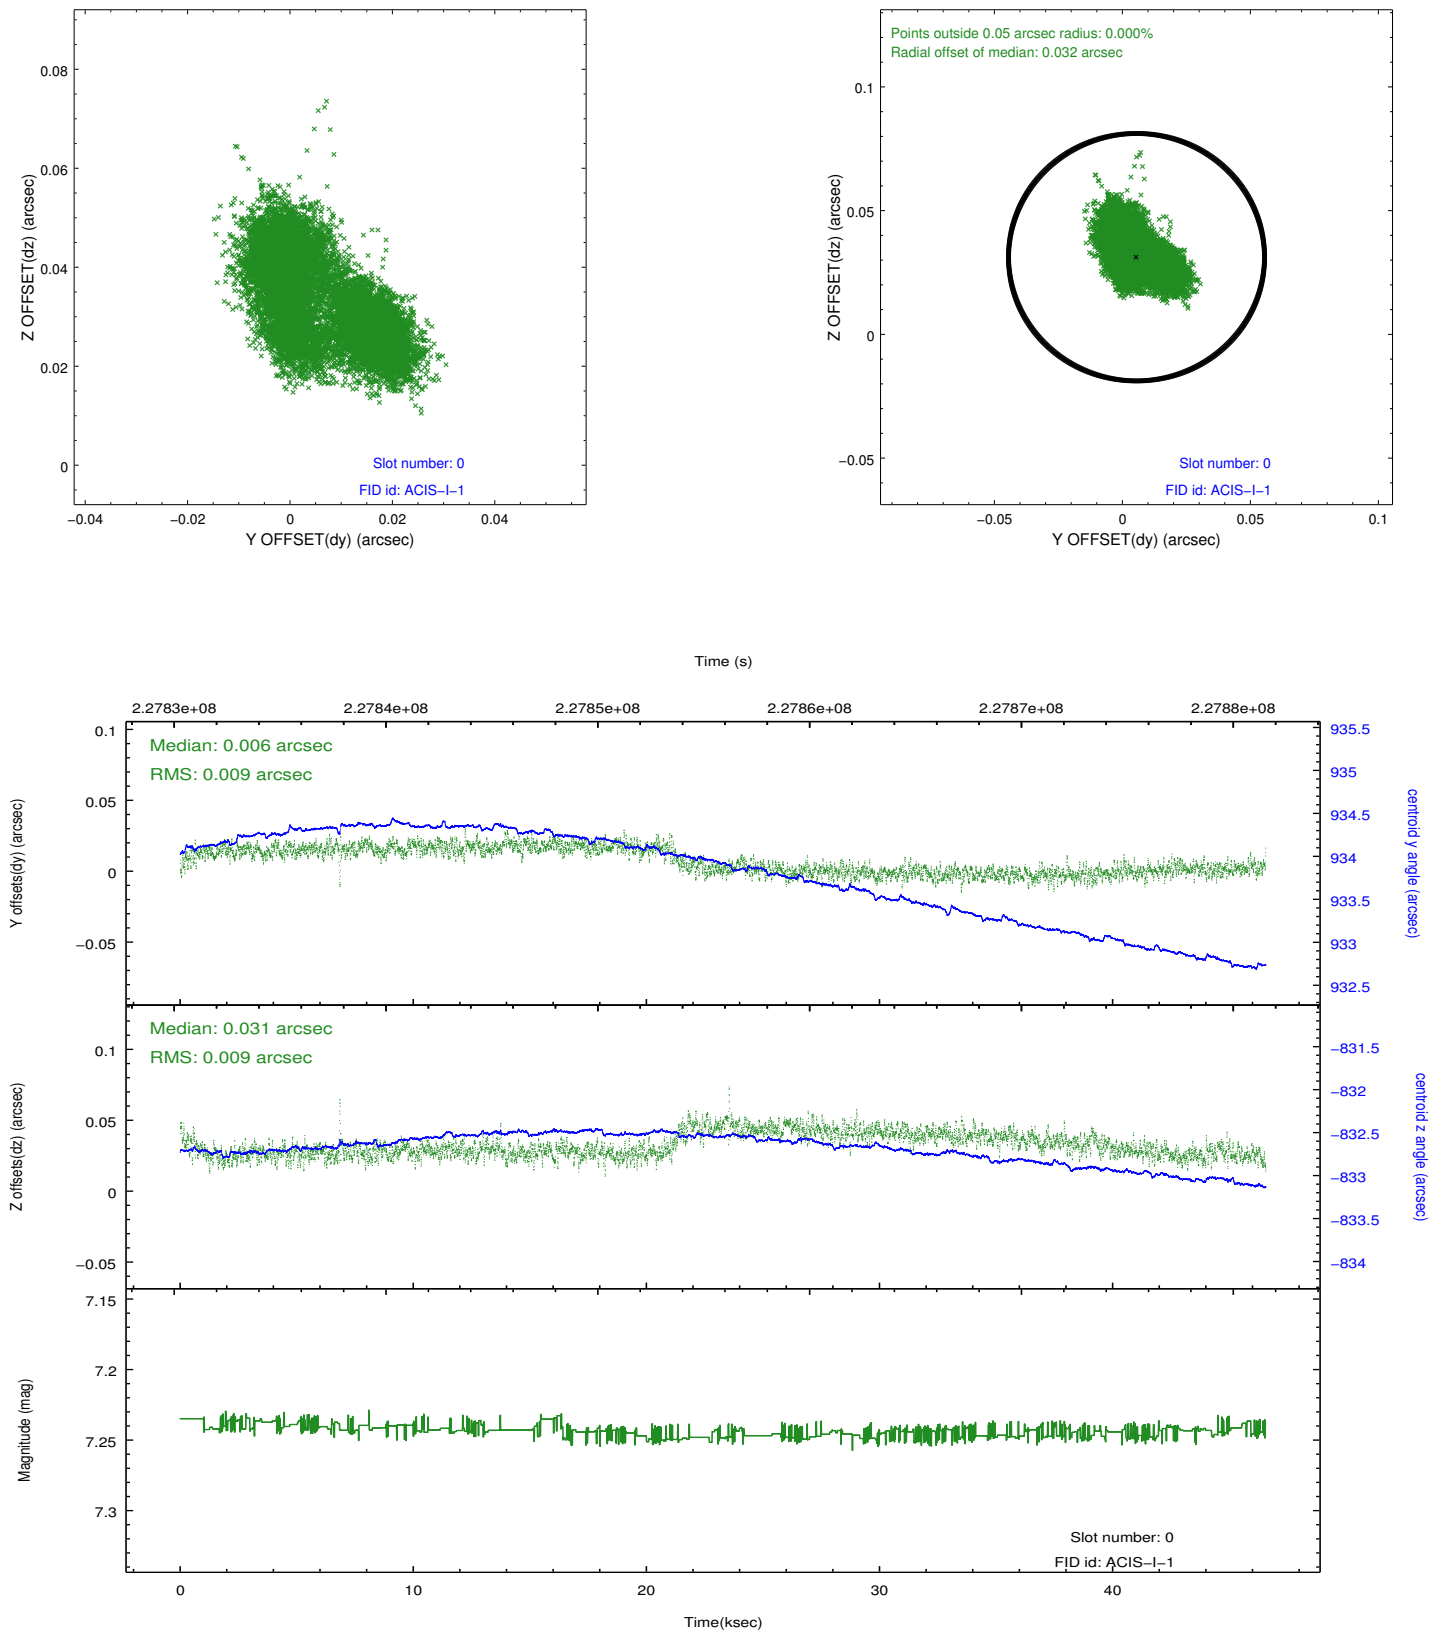 0.08
0.06
0.04
0.02
0
Z OFFSET(dz) (arcsec)
Slot number: 0
FID id: ACIS−I−1
−0.04
−0.02
0
0.02
0.04
Y OFFSET(dy) (arcsec)
Points outside 0.05 arcsec radius: 0.000%
Radial offset of median: 0.032 arcsec
0.1
0.05
0
−0.05
Z OFFSET(dz) (arcsec)
Slot number: 0
FID id: ACIS−I−1
−0.05
0
0.05
0.1
Y OFFSET(dy) (arcsec)
Time (s)
2.2783e+08
2.2784e+08
2.2785e+08
2.2786e+08
2.2787e+08
2.2788e+08
Median: 0.006 arcsec
RMS: 0.009 arcsec
0.1
0.05
0
−0.05
Y offsets(dy) (arcsec)
935.5
935
934.5
934
933.5
933
932.5
centroid y angle (arcsec)
Median: 0.031 arcsec
RMS: 0.009 arcsec
0.1
0.05
0
−0.05
Z offsets(dz) (arcsec)
−831.5
−832
−832.5
−833
−833.5
−834
centroid z angle (arcsec)
7.15
7.2
7.25
7.3
Magnitude (mag)
Slot number: 0
FID id: ACIS−I−1
0
10
20
30
40
Time(ksec)